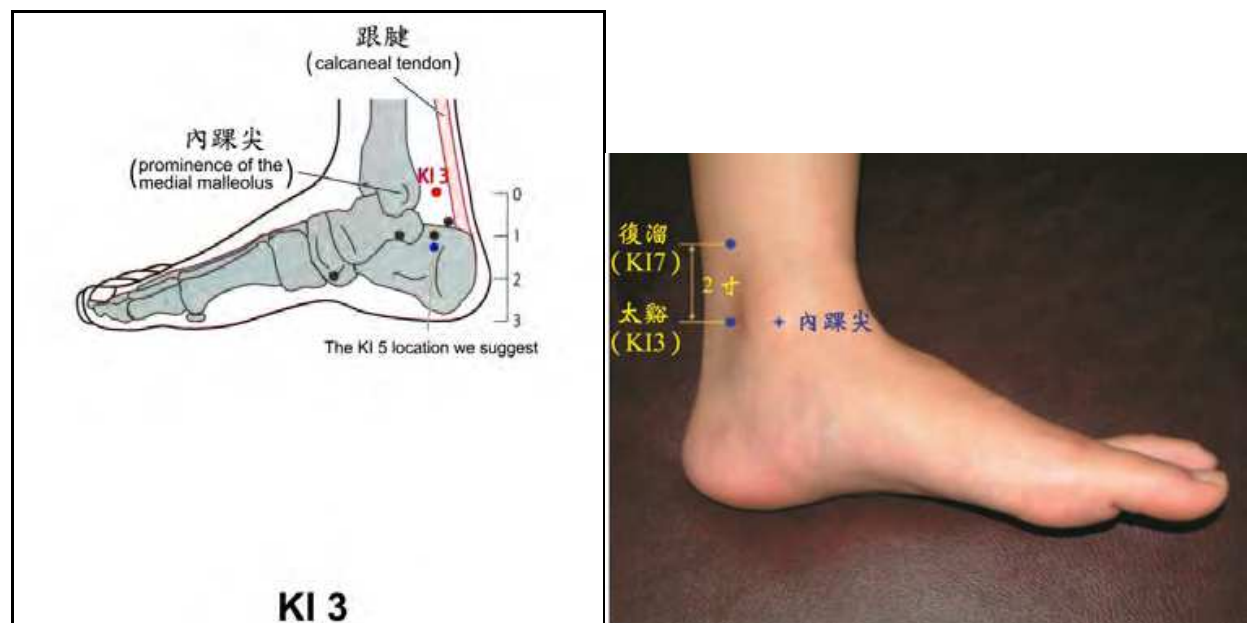 跟腱
(calcaneal tendon)
內踝尖
(prominence of the
medial malleolus)
KI 3
0
1
2
3
The KI 5 location we suggest
KI 3
復溜
(KI7)
2寸
太谿
(KI3)
內踝尖